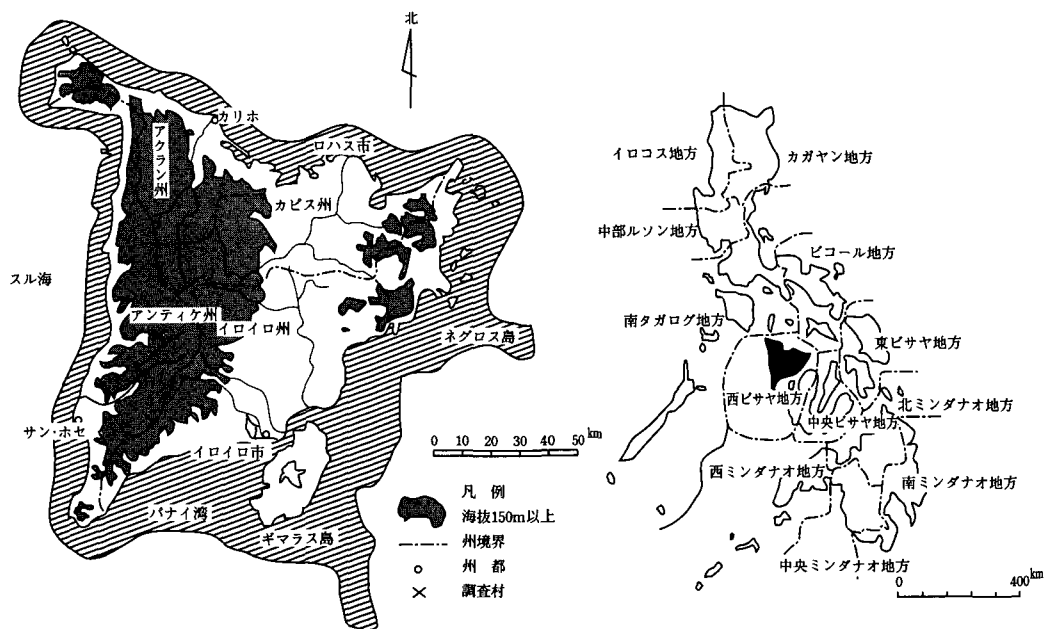 北
カリホ
アクラン州
ロハス市
カピス州
スル海
アンティケ州
イロイロ州
ネグロス島
サン・ホセ
イロイロ市
パナイ湾
ギマラス島
0 10 20 30 40 50 km
凡 例
海抜150m以上
州境界
州 都
調査村
イロコス地方
カガヤン地方
中部ルソン地方
ビコール地方
南タガログ地方
東ビサヤ地方
西ビサヤ地方
北ミンダナオ地方
中央ビサヤ地方
西ミンダナオ地方
南ミンダナオ地方
中央ミンダナオ地方
0 400 km